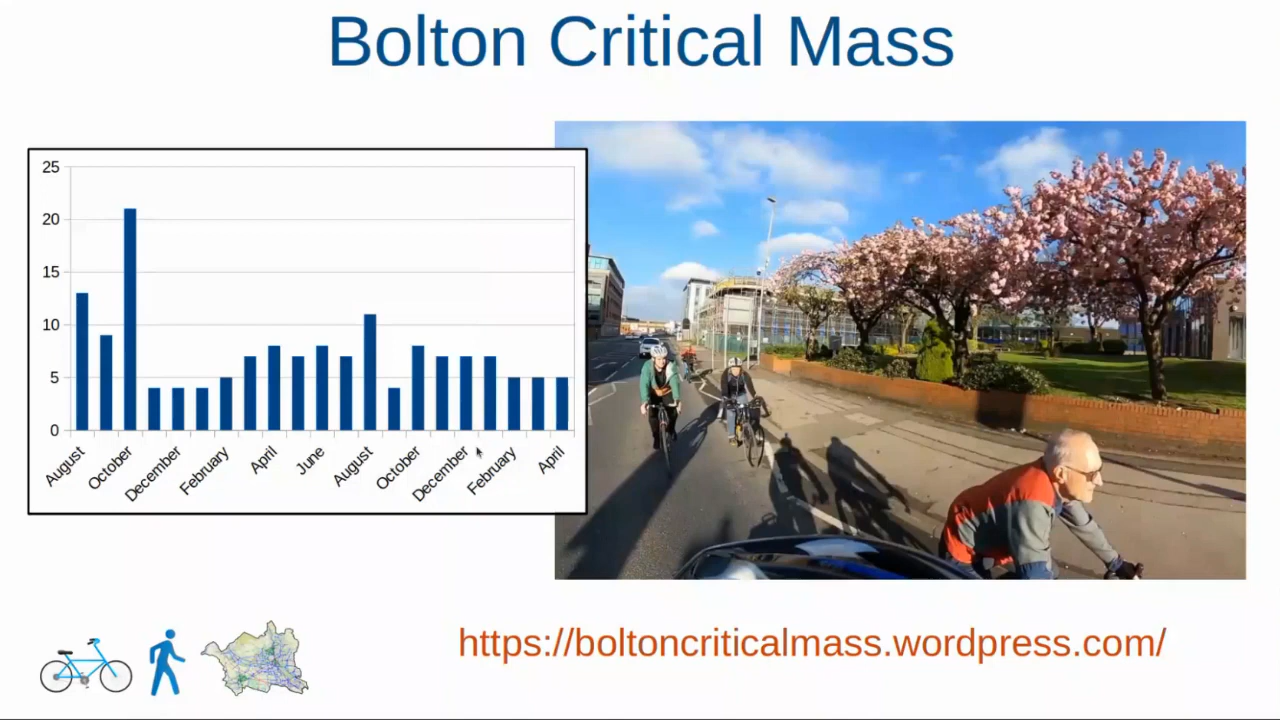 Bolton Critical Mass
25
20
15
10
5
0
August
October
December
February
April
June
August
October
December
February
April
https://boltoncriticalmass.wordpress.com/